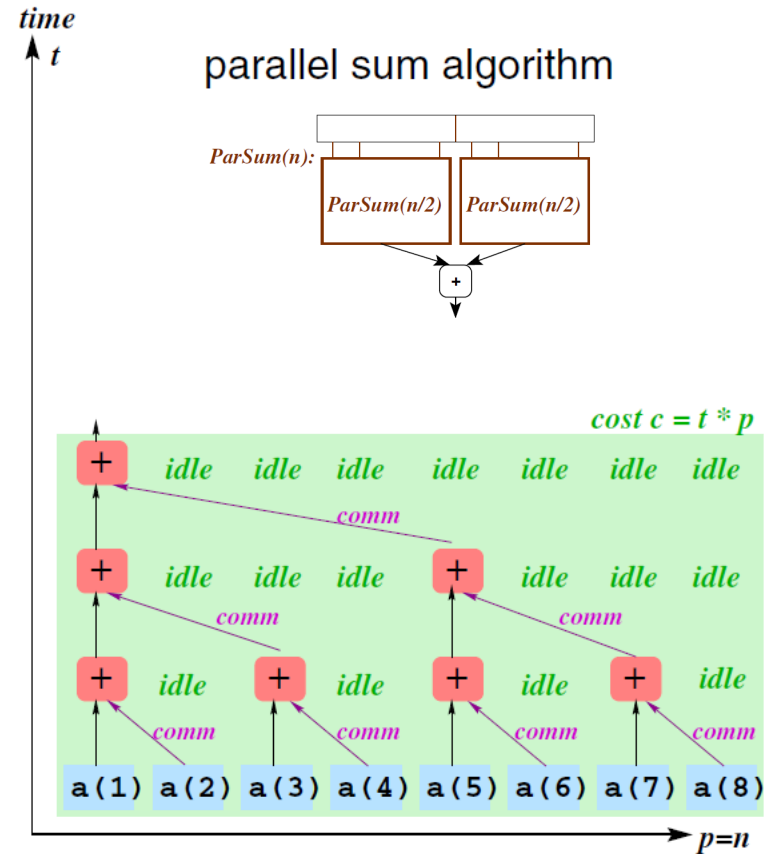 time
t
parallel sum algorithm
ParSum(n):
ParSum(n/2) ParSum(n/2)
+
cost c = t * p
+ idle idle idle idle idle idle idle
comm
+ idle idle idle + idle idle idle
comm comm
+ idle + idle + idle + idle
comm comm comm comm
a(1) a(2) a(3) a(4) a(5) a(6) a(7) a(8)
p=n